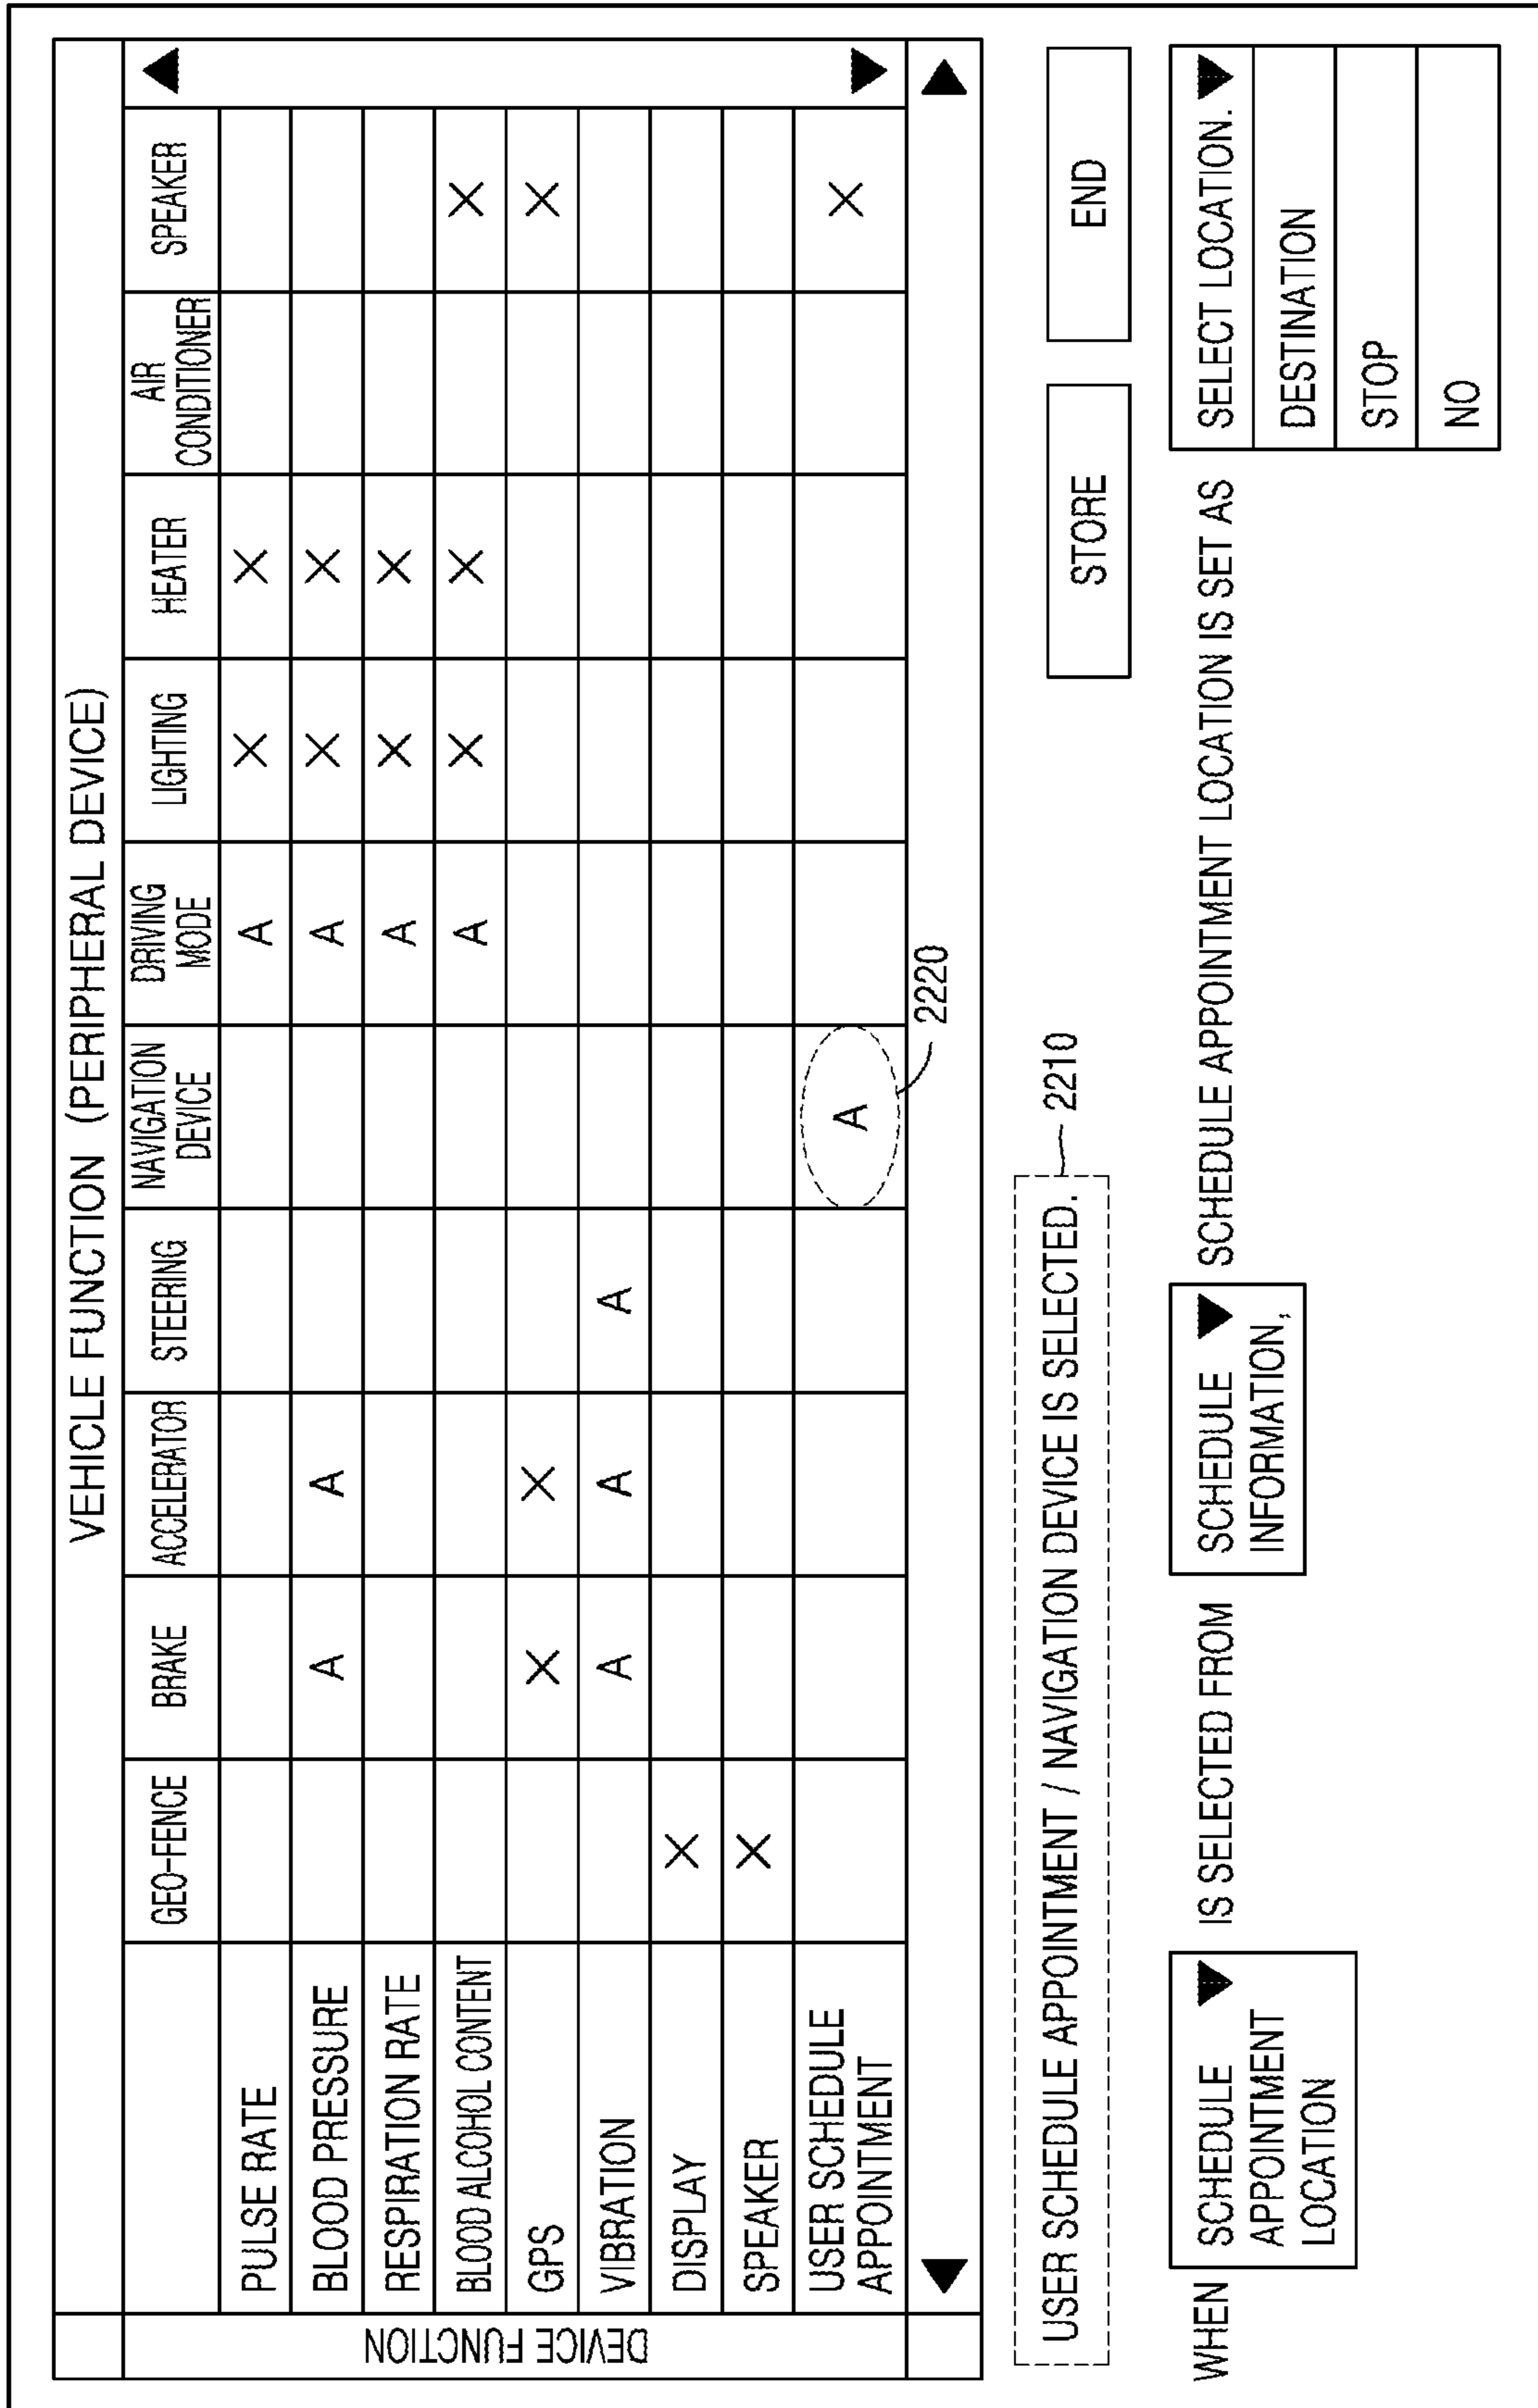 VEHICLE FUNCTION (PERIPHERAL DEVICE)
GEO-FENCE BRAKE ACCELERATOR STEERING NAVIGATION DEVICE DRIVING MODE LIGHTING HEATER AIR CONDITIONER SPEAKER
DEVICE FUNCTION
PULSE RATE A X X
BLOOD PRESSURE A A A X X
RESPIRATION RATE A X X
BLOOD ALCOHOL CONTENT A X X X
GPS X X X
VIBRATION A A A
DISPLAY X
SPEAKER X
USER SCHEDULE APPOINTMENT A X
2220
USER SCHEDULE APPOINTMENT / NAVIGATION DEVICE IS SELECTED.
2210
STORE
END
WHEN
SCHEDULE
APPOINTMENT
LOCATION
IS SELECTED FROM
SCHEDULE
INFORMATION,
SCHEDULE APPOINTMENT LOCATION IS SET AS
SELECT LOCATION.
DESTINATION
STOP
NO